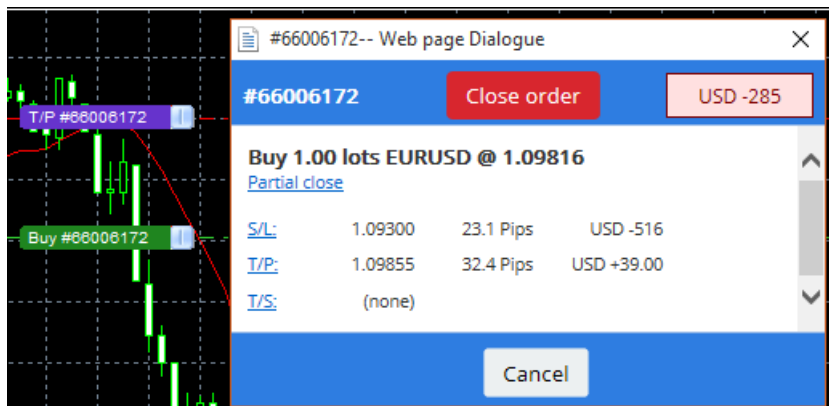 #66006172-- Web page Dialogue
#66006172 Close order USD -285
T/P #66006172
Buy 1.00 lots EURUSD @ 1.09816
Partial close
Buy #66006172
S/L: 1.09300 23.1 Pips USD -516
T/P: 1.09855 32.4 Pips USD +39.00
T/S: (none)
Cancel